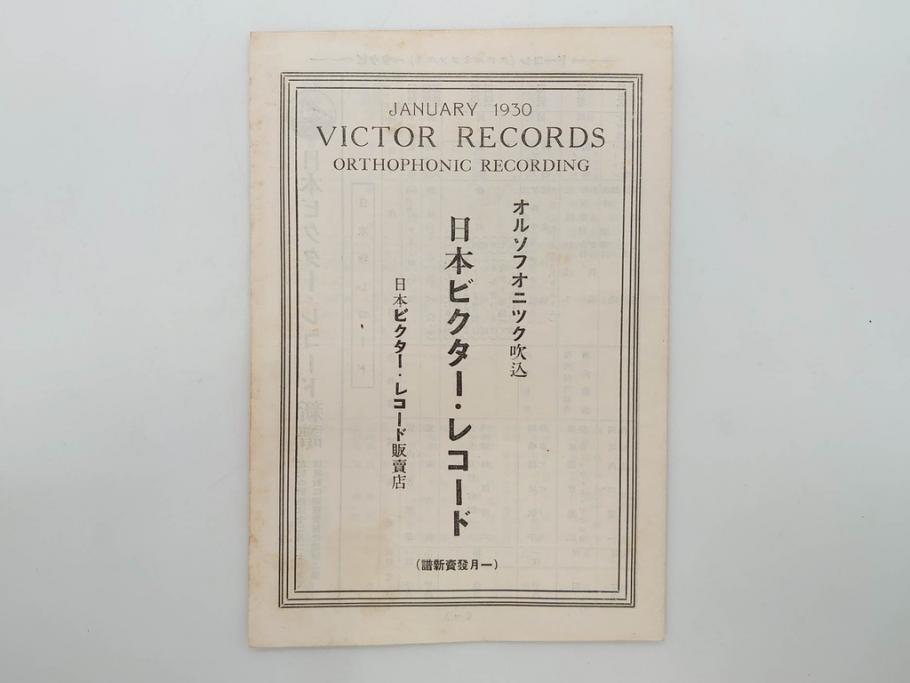 JANUARY 1930
VICTOR RECORDS
ORTHOPHONIC RECORDING
オルソフオニツク吹込
日本ビクター・レコード
日本ビクター・レコード販賣店
(譜新賣發月一)